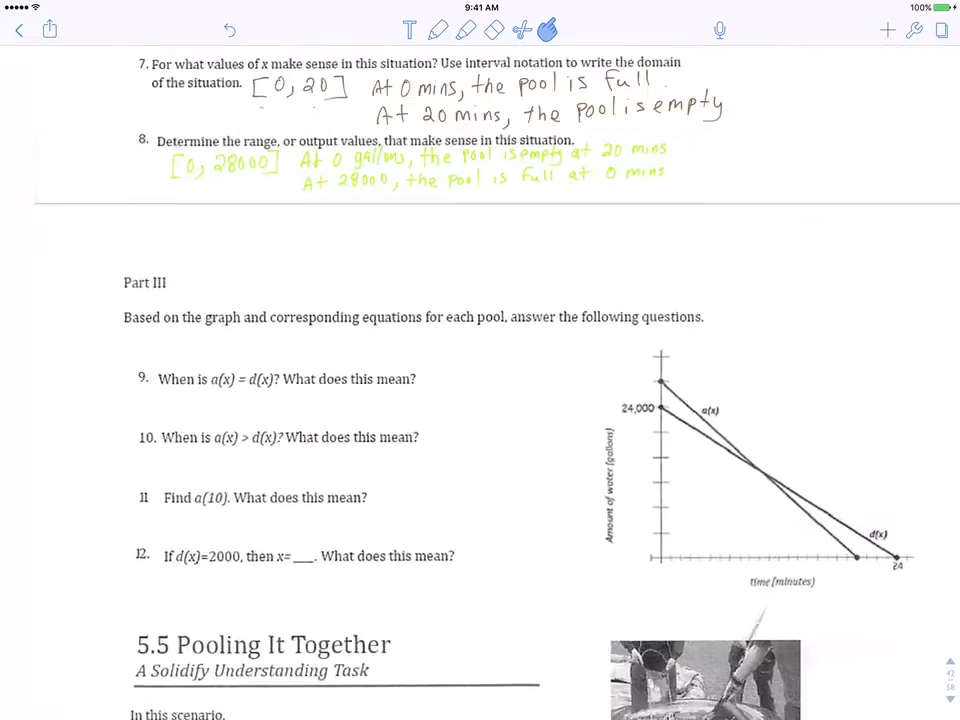 9:41 AM
100%
T
7. For what values of x make sense in this situation? Use interval notation to write the domain
of the situation. [0, 20] At 0 mins, the pool is full.
At 20 mins, the pool is empty
8. Determine the range, or output values, that make sense in this situation.
[0, 28000] At 0 gallons, the pool is empty at 20 mins
At 28000, the pool is full at 0 mins
Part III
Based on the graph and corresponding equations for each pool, answer the following questions.
9. When is a(x) = d(x)? What does this mean?
10. When is a(x) > d(x)? What does this mean?
11 Find a(10). What does this mean?
12. If d(x)=2000, then x= ___. What does this mean?
24,000
a(x)
Amount of water (gallons)
d(x)
24
time (minutes)
5.5 Pooling It Together
A Solidify Understanding Task
In this scenario,
42
58